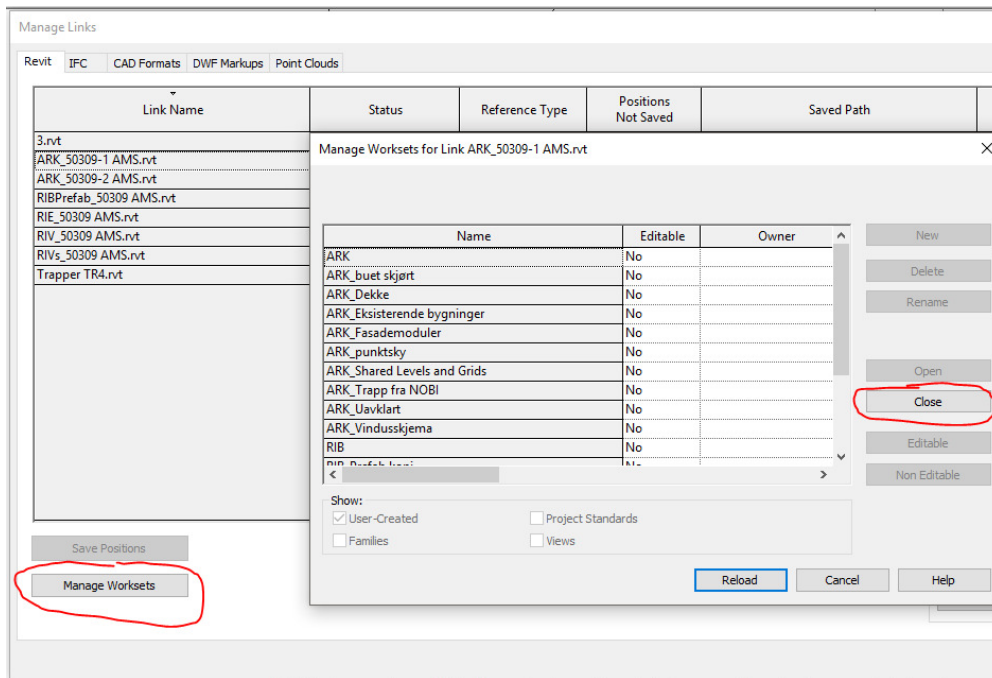 Manage Links
Revit IFC CAD Formats DWF Markups Point Clouds
Link Name Status Reference Type Positions Not Saved Saved Path
3.rvt
ARK_50309-1 AMS.rvt
ARK_50309-2 AMS.rvt
RIBPrefab_50309 AMS.rvt
RIE_50309 AMS.rvt
RIV_50309 AMS.rvt
RIVs_50309 AMS.rvt
Trapper TR4.rvt
Save Positions
Manage Worksets
Manage Worksets for Link ARK_50309-1 AMS.rvt
Name Editable Owner
ARK No
ARK_buet skjørt No
ARK_Dekke No
ARK_Eksisterende bygninger No
ARK_Fasademoduler No
ARK_punktsky No
ARK_Shared Levels and Grids No
ARK_Trapp fra NOBI No
ARK_Uavklart No
ARK_Vindusskjema No
RIB No
New
Delete
Rename
Open
Close
Editable
Non Editable
Show:
User-Created Project Standards
Families Views
Reload Cancel Help